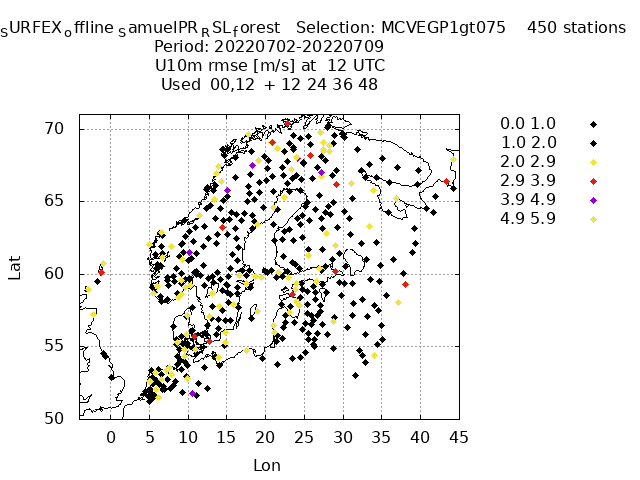 SURFEXoffline SamuelPRRSLforest Selection: MCVEGP1gt075 450 stations
Period: 20220702-20220709
U10m rmse [m/s] at 12 UTC
Used 00,12 + 12 24 36 48
0.0 1.0
1.0 2.0
2.0 2.9
2.9 3.9
3.9 4.9
4.9 5.9
70
65
60
55
50
Lat
0 5 10 15 20 25 30 35 40 45
Lon